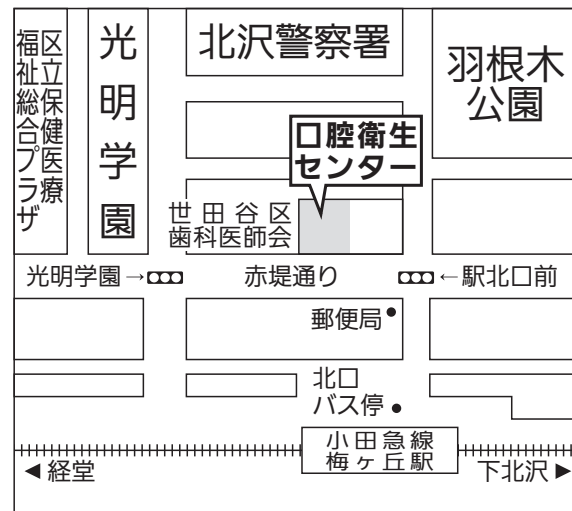 区立保健医療
福祉総合プラザ
光明学園
北沢警察署
羽根木
公園
口腔衛生
センター
世田谷区
歯科医師会
光明学園→
赤堤通り
←駅北口前
郵便局
北口
バス停
小田急線
梅ヶ丘駅
◀経堂
下北沢▶